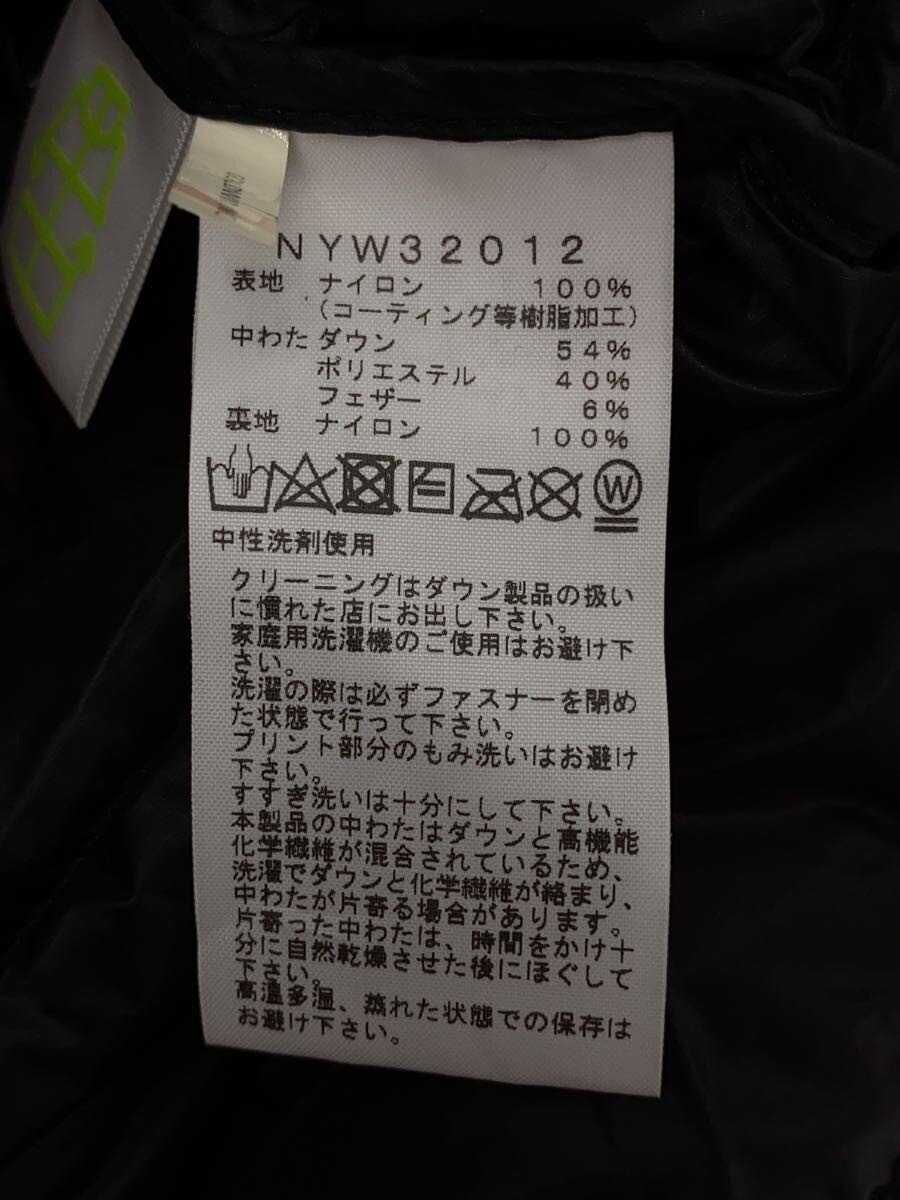 NYW32012
表地 ナイロン 100%
(コーティング等樹脂加工)
中わた ダウン 54%
ポリエステル 40%
フェザー 6%
裏地 ナイロン 100%
W
中性洗剤使用
クリーニングはダウン製品の扱い
に慣れた店にお出し下さい。
家庭用洗濯機のご使用はお避け下
さい。
洗濯の際は必ずファスナーを閉め
た状態で行って下さい。
プリント部分のもみ洗いはお避け
下さい。
すすぎ洗いは十分にして下さい。
本製品の中わたはダウンと高機能
化学繊維が混合されているため、
洗濯でダウンと化学繊維が絡まり、
中わたが片寄る場合があります。
片寄った中わたは、時間をかけ十
分に自然乾燥させた後にほぐして
下さい。
高温多湿、蒸れた状態での保存は
お避け下さい。